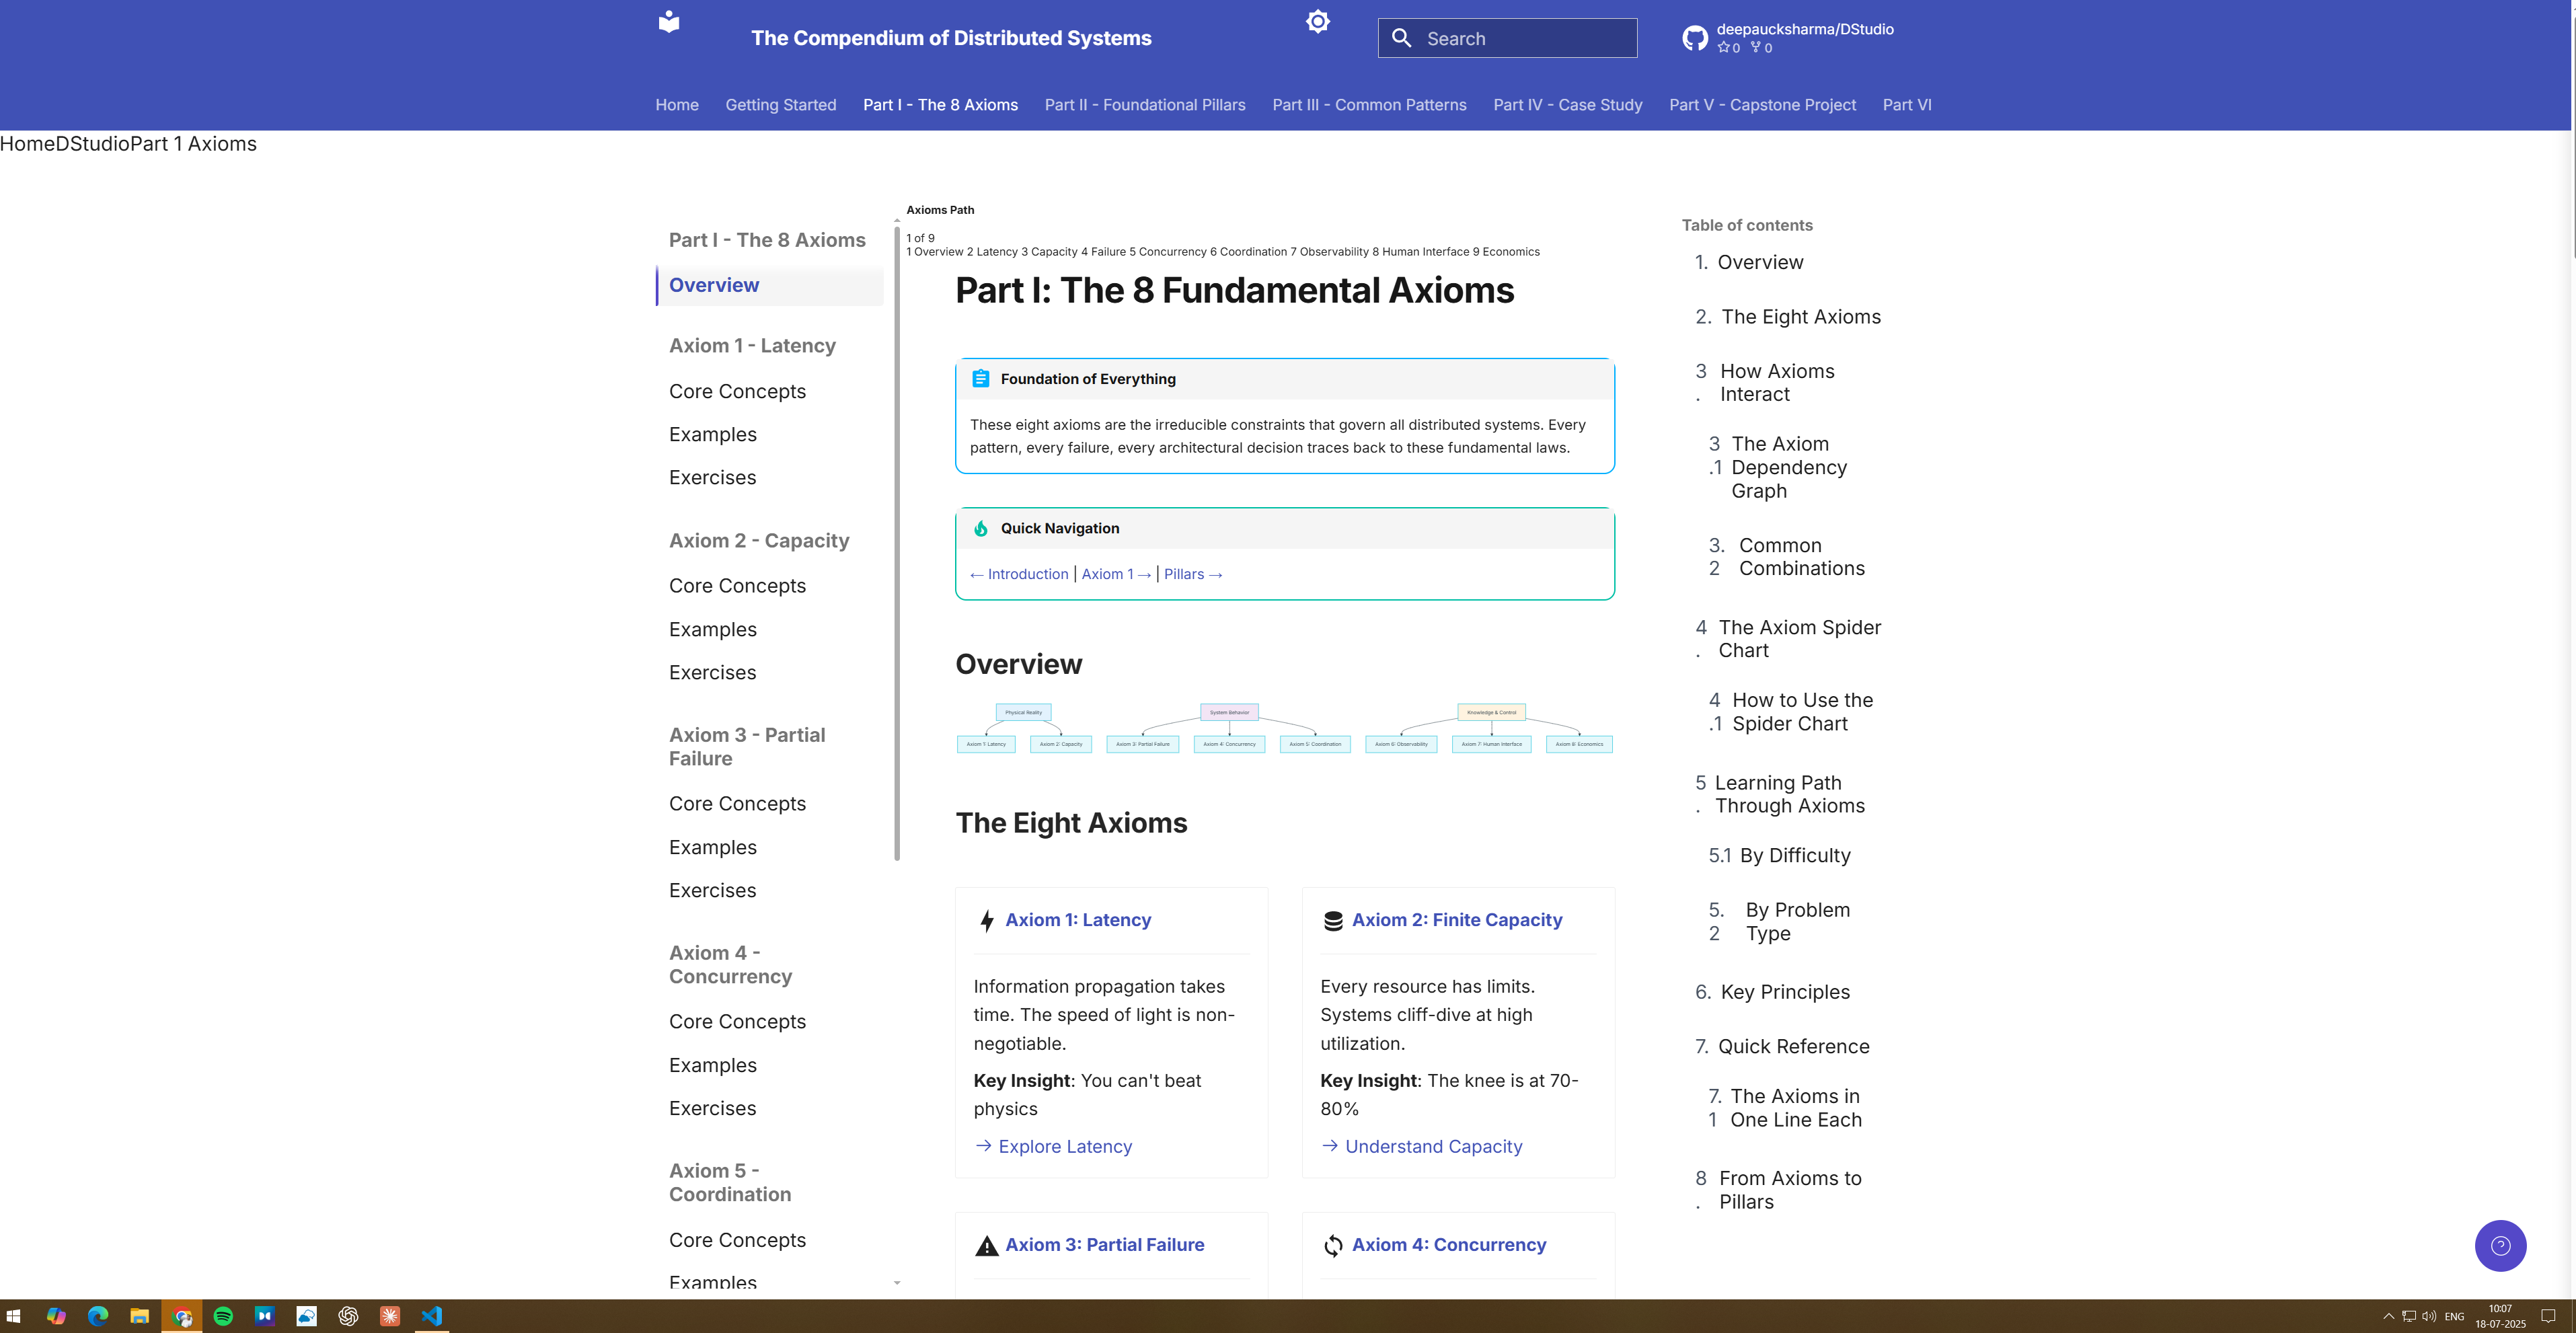 The Compendium of Distributed Systems
Search
deepaucksharma/DStudio
0 0
Home Getting Started Part I - The 8 Axioms Part II - Foundational Pillars Part III - Common Patterns Part IV - Case Study Part V - Capstone Project Part VI
HomeDStudioPart 1 Axioms
Part I - The 8 Axioms
Overview
Axiom 1 - Latency
Core Concepts
Examples
Exercises
Axiom 2 - Capacity
Core Concepts
Examples
Exercises
Axiom 3 - Partial
Failure
Core Concepts
Examples
Exercises
Axiom 4 -
Concurrency
Core Concepts
Examples
Exercises
Axiom 5 -
Coordination
Core Concepts
Examples
Axioms Path
1 of 9
1 Overview 2 Latency 3 Capacity 4 Failure 5 Concurrency 6 Coordination 7 Observability 8 Human Interface 9 Economics
Part I: The 8 Fundamental Axioms
Foundation of Everything
These eight axioms are the irreducible constraints that govern all distributed systems. Every
pattern, every failure, every architectural decision traces back to these fundamental laws.
Quick Navigation
← Introduction | Axiom 1 → | Pillars →
Overview
Physical Reality System Behavior Knowledge & Control
Axiom 1: Latency Axiom 2: Capacity Axiom 3: Partial Failure Axiom 4: Concurrency Axiom 5: Coordination Axiom 6: Observability Axiom 7: Human Interface Axiom 8: Economics
The Eight Axioms
Axiom 1: Latency
Information propagation takes
time. The speed of light is non-
negotiable.
Key Insight: You can't beat
physics
→ Explore Latency
Axiom 2: Finite Capacity
Every resource has limits.
Systems cliff-dive at high
utilization.
Key Insight: The knee is at 70-
80%
→ Understand Capacity
Axiom 3: Partial Failure
Axiom 4: Concurrency
Table of contents
1. Overview
2. The Eight Axioms
3 How Axioms
. Interact
3 The Axiom
.1 Dependency
Graph
3. Common
2 Combinations
4 The Axiom Spider
. Chart
4 How to Use the
.1 Spider Chart
5 Learning Path
. Through Axioms
5.1 By Difficulty
5. By Problem
2 Type
6. Key Principles
7. Quick Reference
7. The Axioms in
1 One Line Each
8 From Axioms to
. Pillars
ENG
10:07
18-07-2025